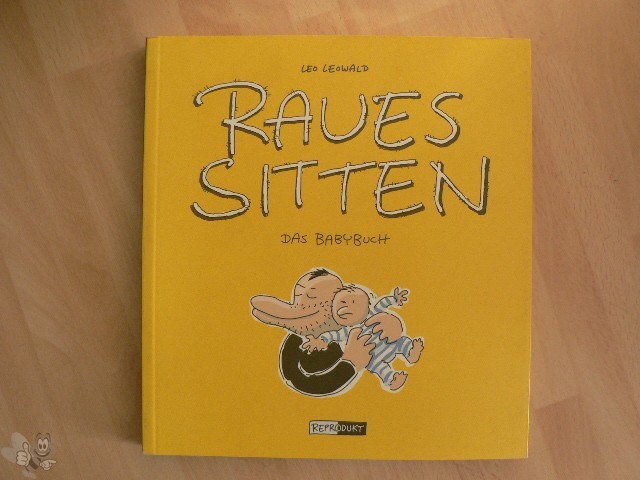 LEO LEOWALD
RAUES
SITTEN
DAS BABYBUCH
REPRODUKT